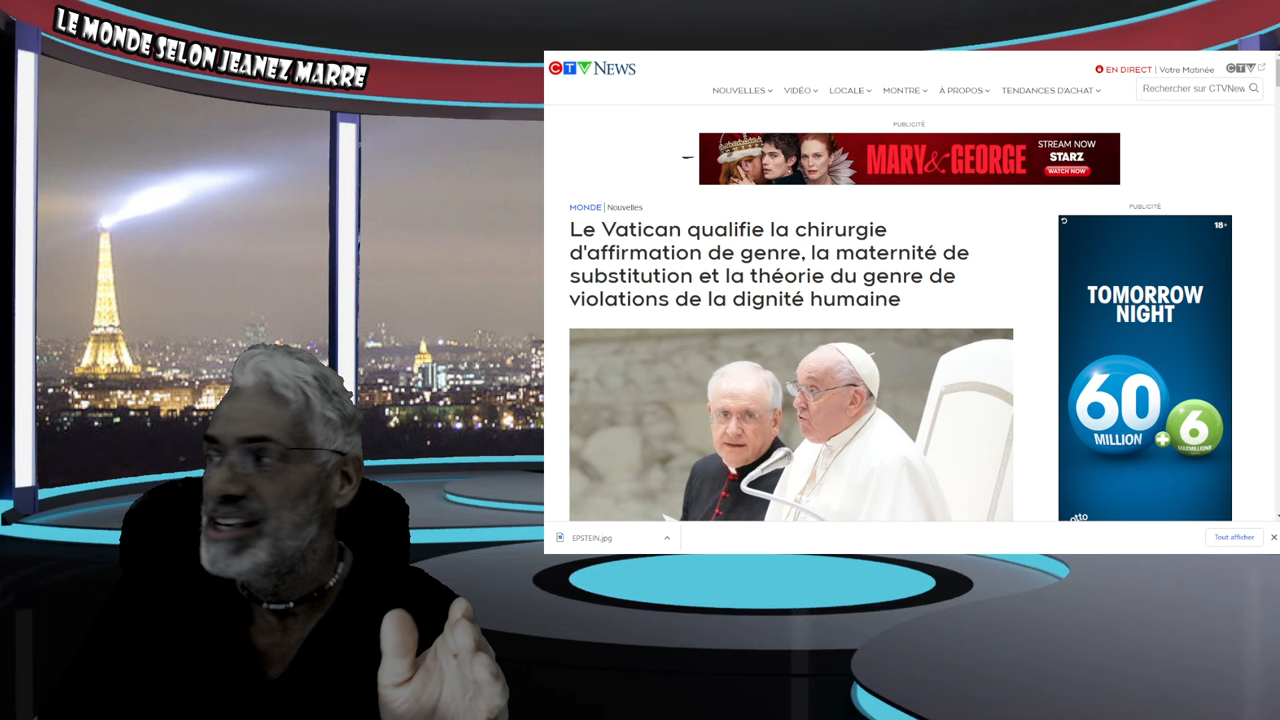 LE MONDE SELON JEANEZ MARRE
CTV NEWS
EN DIRECT | Votre Matinée CTV
NOUVELLES VIDÉO LOCALE MONTRE À PROPOS TENDANCES D'ACHAT
Rechercher sur CTVNew
PUBLICITÉ
MARY & GEORGE
STREAM NOW
STARZ
WATCH NOW
MONDE | Nouvelles
Le Vatican qualifie la chirurgie
d'affirmation de genre, la maternité de
substitution et la théorie du genre de
violations de la dignité humaine
PUBLICITÉ
18+
TOMORROW
NIGHT
60
MILLION
+
6
MAXMILLIONS
otto
EPSTEIN.jpg
Tout afficher